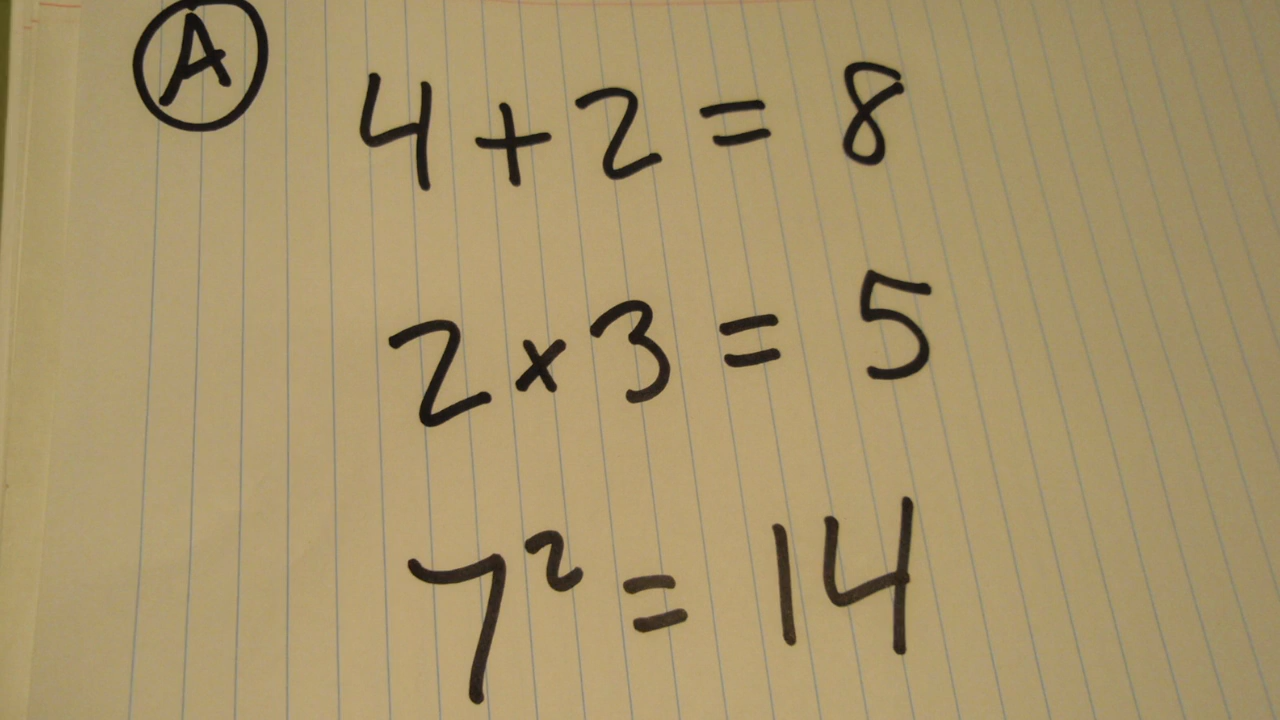 A
4 + 2 = 8
2 × 3 = 5
7² = 14